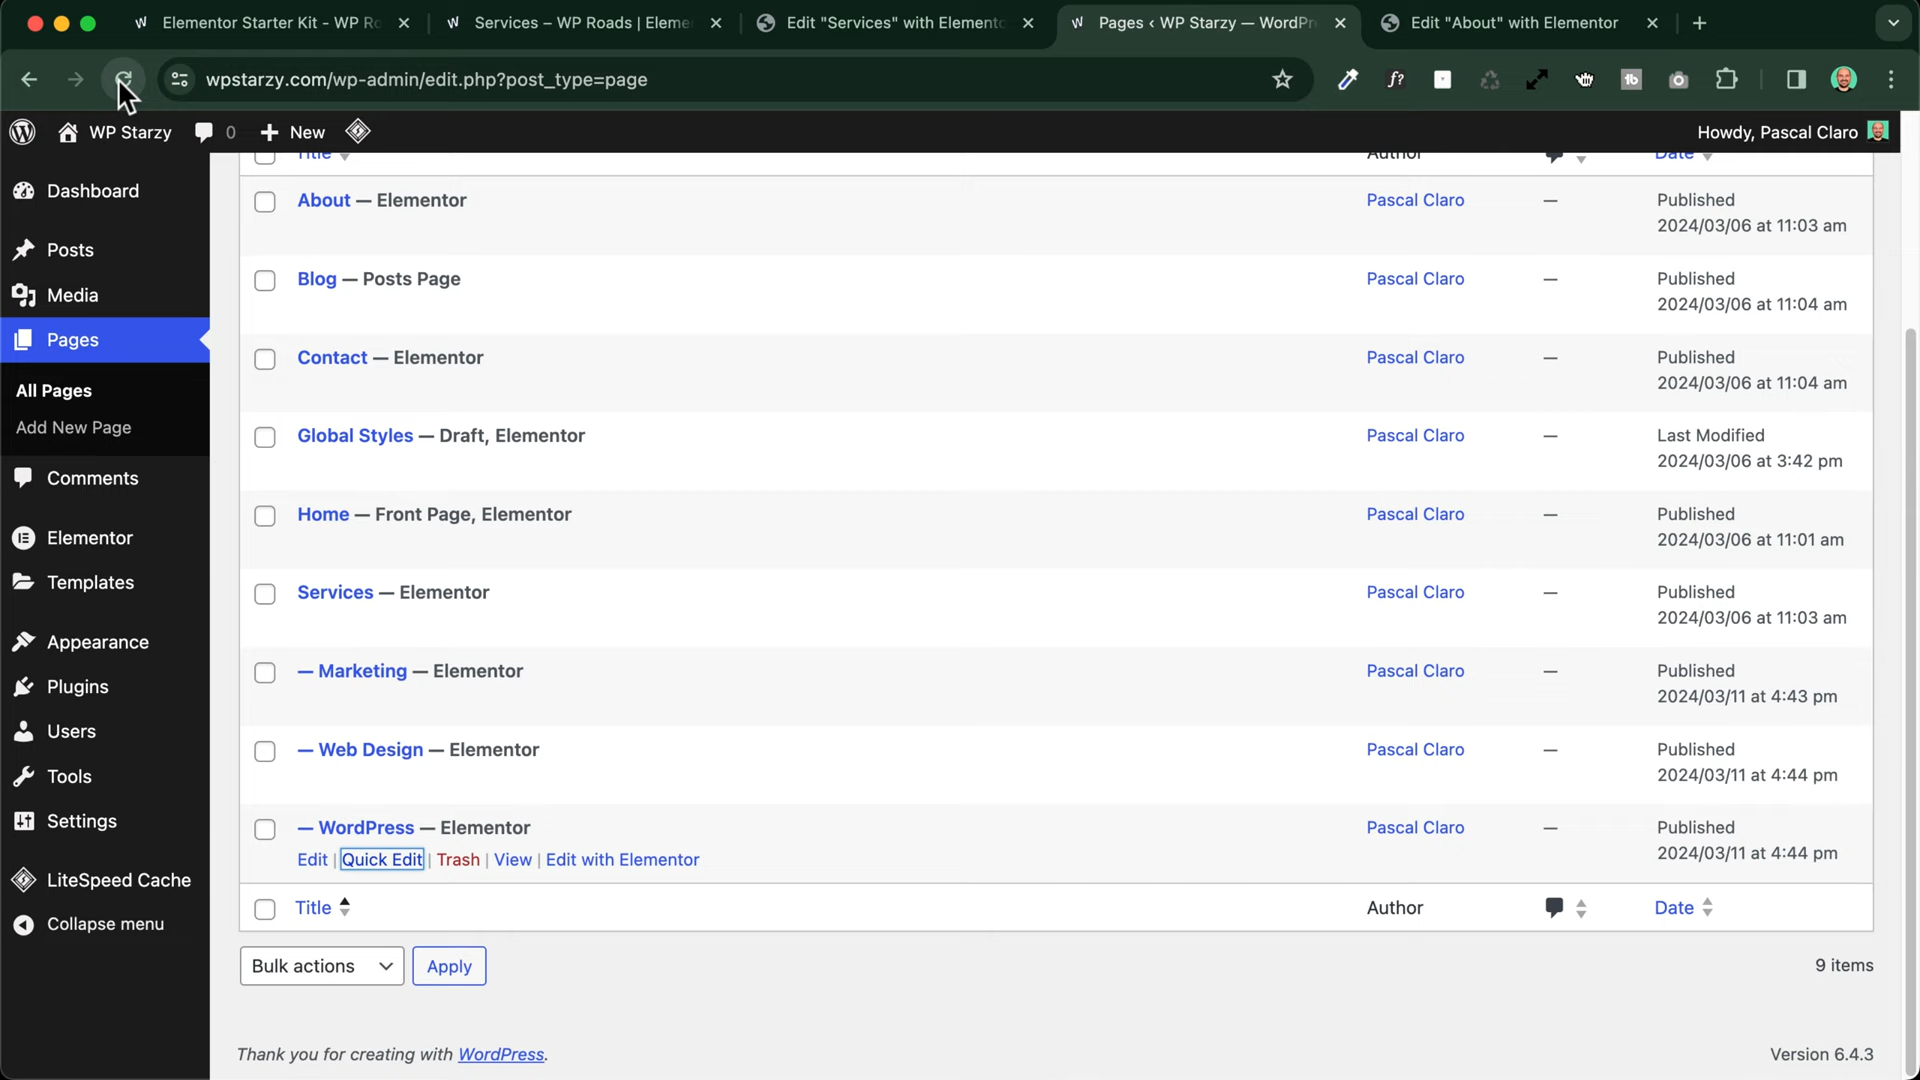 Elementor Starter Kit - WP Ro
Services – WP Roads | Eleme
Edit "Services" with Elemento
Pages ‹ WP Starzy — WordPr
Edit "About" with Elementor
wpstarzy.com/wp-admin/edit.php?post_type=page
WP Starzy
0
New
Howdy, Pascal Claro
Title
Author
Date
Dashboard
Posts
Media
Pages
All Pages
Add New Page
Comments
Elementor
Templates
Appearance
Plugins
Users
Tools
Settings
LiteSpeed Cache
Collapse menu
About — Elementor
Pascal Claro
—
Published
2024/03/06 at 11:03 am
Blog — Posts Page
Pascal Claro
—
Published
2024/03/06 at 11:04 am
Contact — Elementor
Pascal Claro
—
Published
2024/03/06 at 11:04 am
Global Styles — Draft, Elementor
Pascal Claro
—
Last Modified
2024/03/06 at 3:42 pm
Home — Front Page, Elementor
Pascal Claro
—
Published
2024/03/06 at 11:01 am
Services — Elementor
Pascal Claro
—
Published
2024/03/06 at 11:03 am
— Marketing — Elementor
Pascal Claro
—
Published
2024/03/11 at 4:43 pm
— Web Design — Elementor
Pascal Claro
—
Published
2024/03/11 at 4:44 pm
— WordPress — Elementor
Pascal Claro
—
Published
2024/03/11 at 4:44 pm
Edit | Quick Edit | Trash | View | Edit with Elementor
Title
Author
Date
Bulk actions
Apply
9 items
Thank you for creating with WordPress.
Version 6.4.3